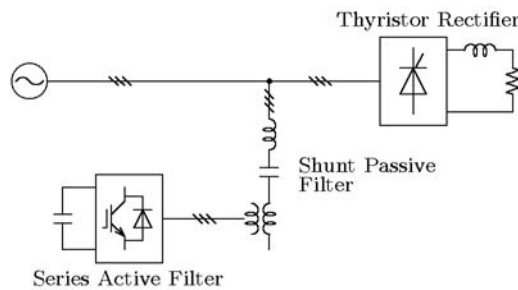 Thyristor Rectifier
Shunt Passive
Filter
Series Active Filter